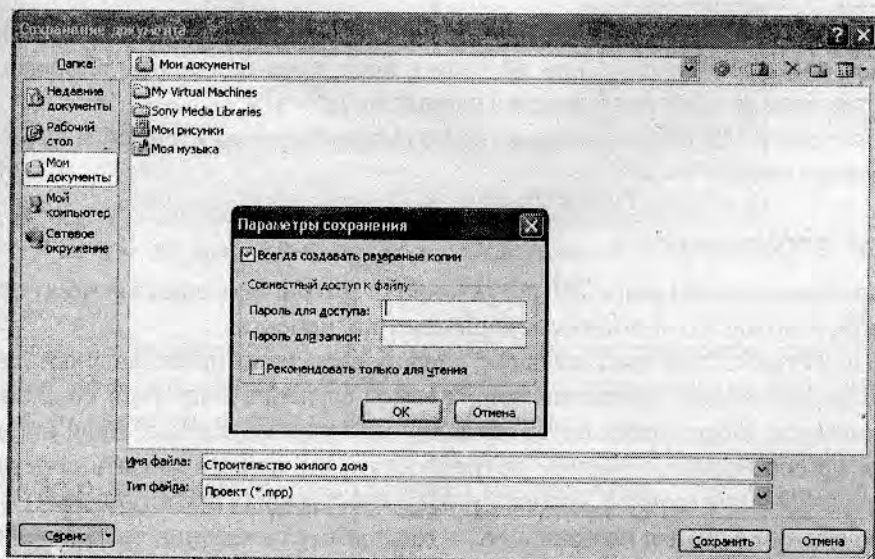 Сохранение документа
Папка: Мои документы
Недавние документы
Рабочий стол
Мои документы
Мой компьютер
Сетевое окружение
My Virtual Machines
Sony Media Libraries
Мои рисунки
Моя музыка
Параметры сохранения
Всегда создавать резервные копии
Совместный доступ к файлу
Пароль для доступа:
Пароль для записи:
Рекомендовать только для чтения
ОК Отмена
Имя файла: Строительство жилого дома
Тип файла: Проект (*.mpp)
Сервис Сохранить Отмена